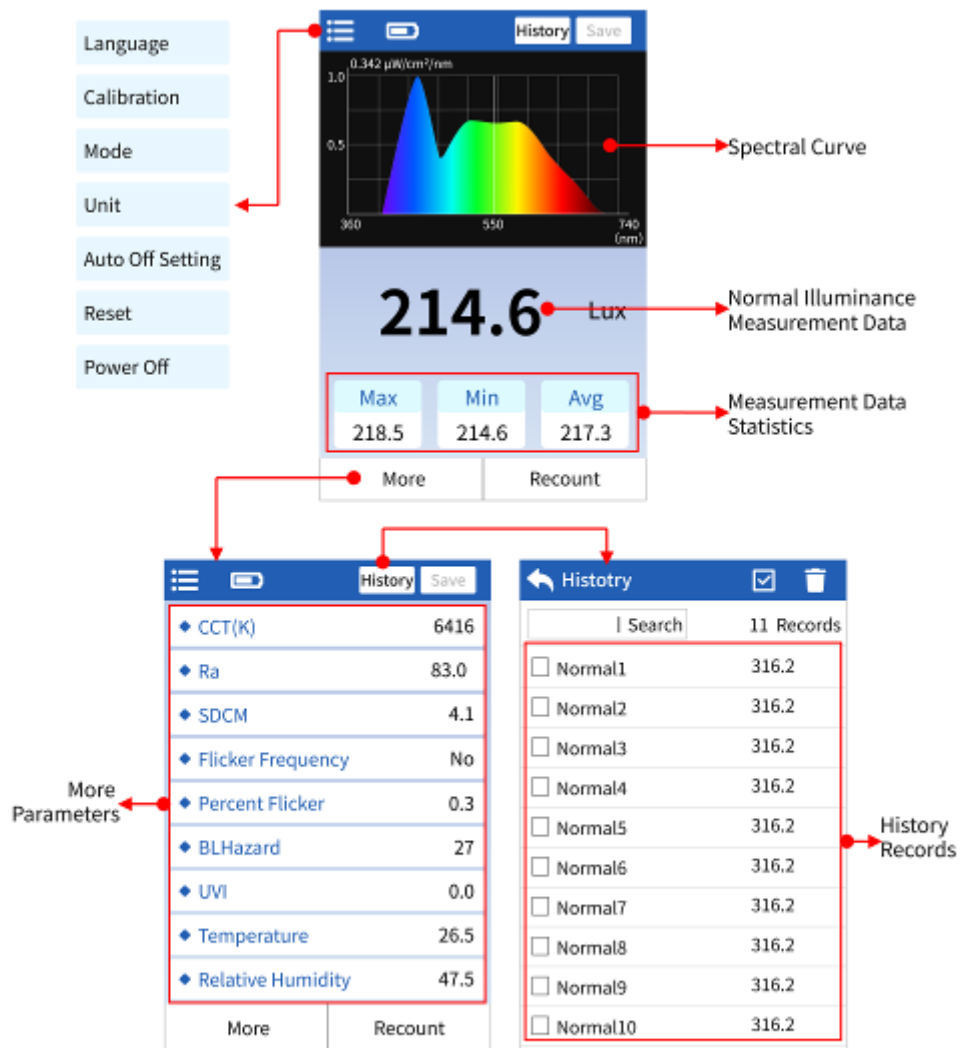 Language
Calibration
Mode
Unit
Auto Off Setting
Reset
Power Off
History Save
0.342 μW/cm²/nm
1.0
0.5
360 550 740
(nm)
Spectral Curve
214.6 Lux
Normal Illuminance
Measurement Data
Max Min Avg
218.5 214.6 217.3
Measurement Data
Statistics
More Recount
History Save
CCT(K) 6416
Ra 83.0
SDCM 4.1
Flicker Frequency No
Percent Flicker 0.3
BLHazard 27
UVI 0.0
Temperature 26.5
Relative Humidity 47.5
More Recount
More
Parameters
Histotry
Search 11 Records
Normal1 316.2
Normal2 316.2
Normal3 316.2
Normal4 316.2
Normal5 316.2
Normal6 316.2
Normal7 316.2
Normal8 316.2
Normal9 316.2
Normal10 316.2
History
Records